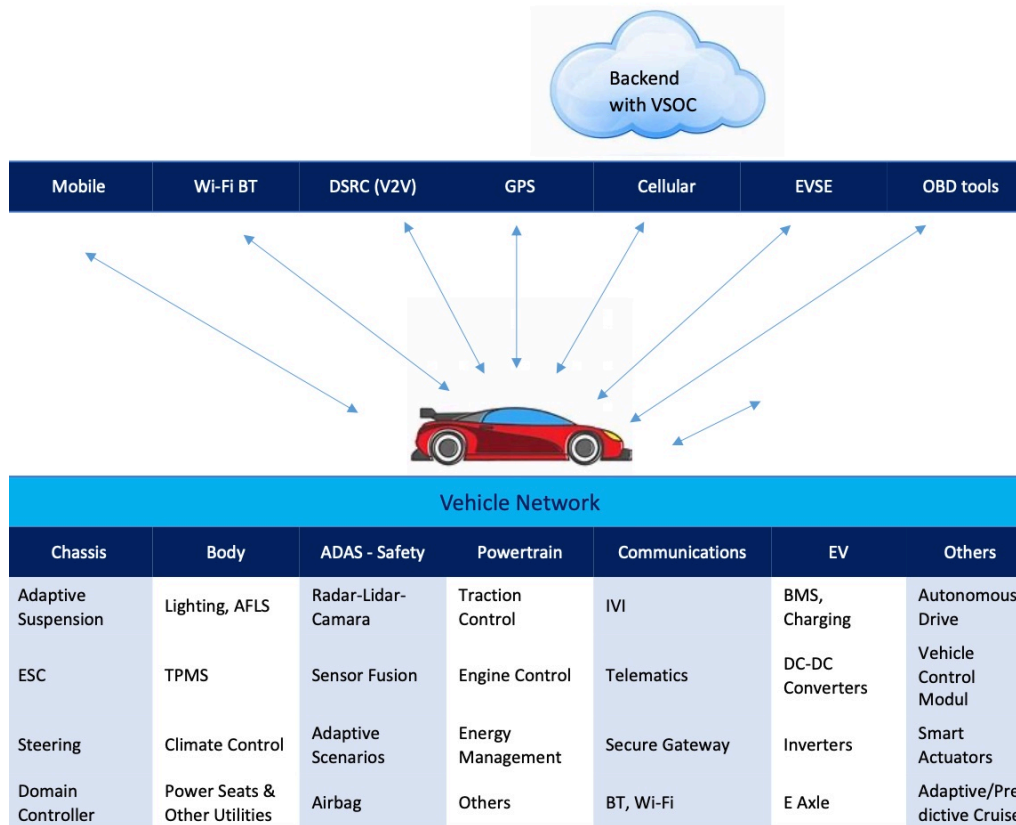 Backend
with VSOC
Mobile
Wi-Fi BT
DSRC (V2V)
GPS
Cellular
EVSE
OBD tools
Vehicle Network
Chassis
Body
ADAS - Safety
Powertrain
Communications
EV
Others
Adaptive
Suspension
Lighting, AFLS
Radar-Lidar-
Camara
Traction
Control
IVI
BMS,
Charging
Autonomous
Drive
ESC
TPMS
Sensor Fusion
Engine Control
Telematics
DC-DC
Converters
Vehicle
Control
Modul
Steering
Climate Control
Adaptive
Scenarios
Energy
Management
Secure Gateway
Inverters
Smart
Actuators
Domain
Controller
Power Seats &
Other Utilities
Airbag
Others
BT, Wi-Fi
E Axle
Adaptive/Pre
dictive Cruise